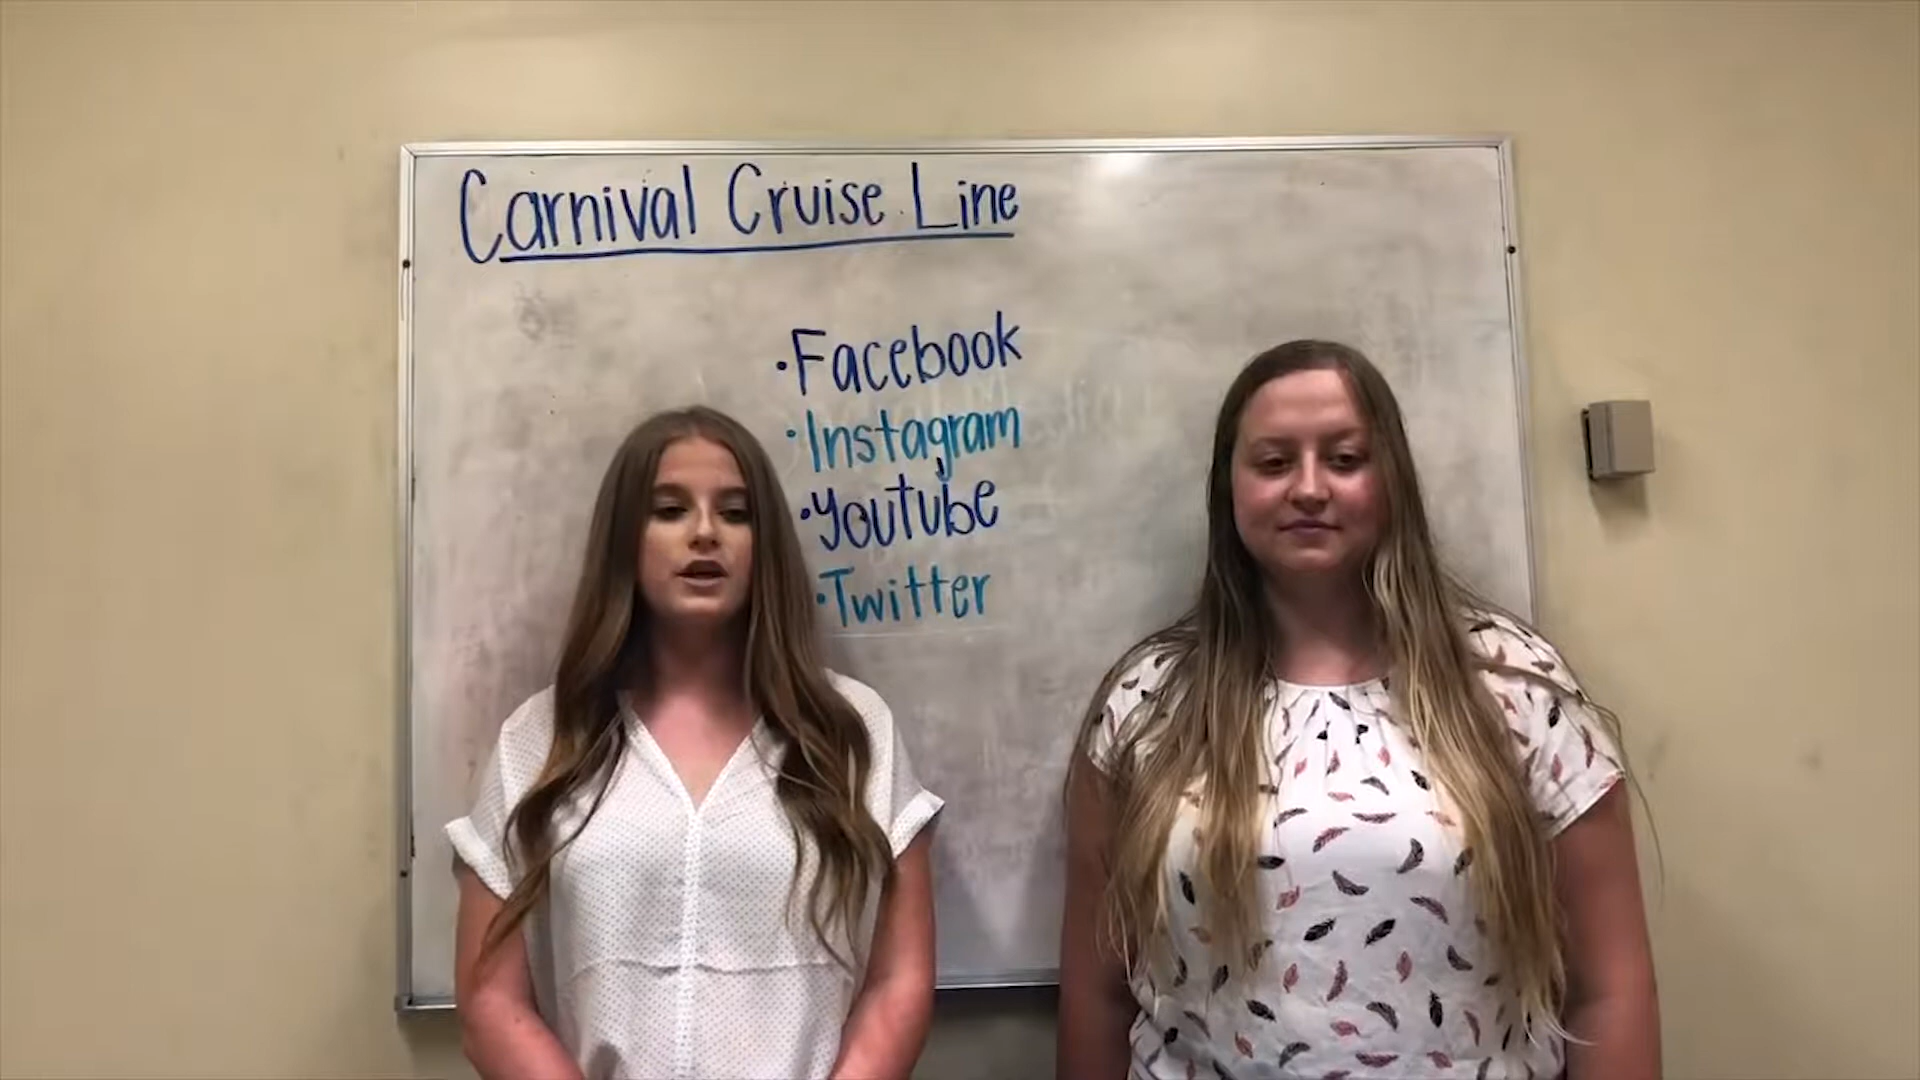 Carnival Cruise Line
·Facebook
·Instagram
·Youtube
·Twitter